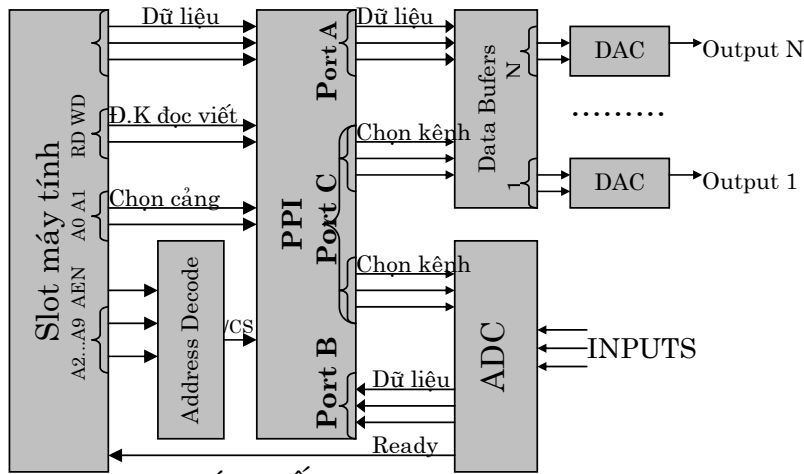 Slot máy tính
Dữ liệu
RD WD
Đ.K đọc viết
A0 A1
Chọn cảng
AEN
A2...A9
Address Decode
/CS
PPI
Port A
Port C
Port B
Dữ liệu
Chọn kênh
Chọn kênh
Dữ liệu
Ready
Data Bufers
N
1
DAC
Output N
.........
DAC
Output 1
ADC
INPUTS